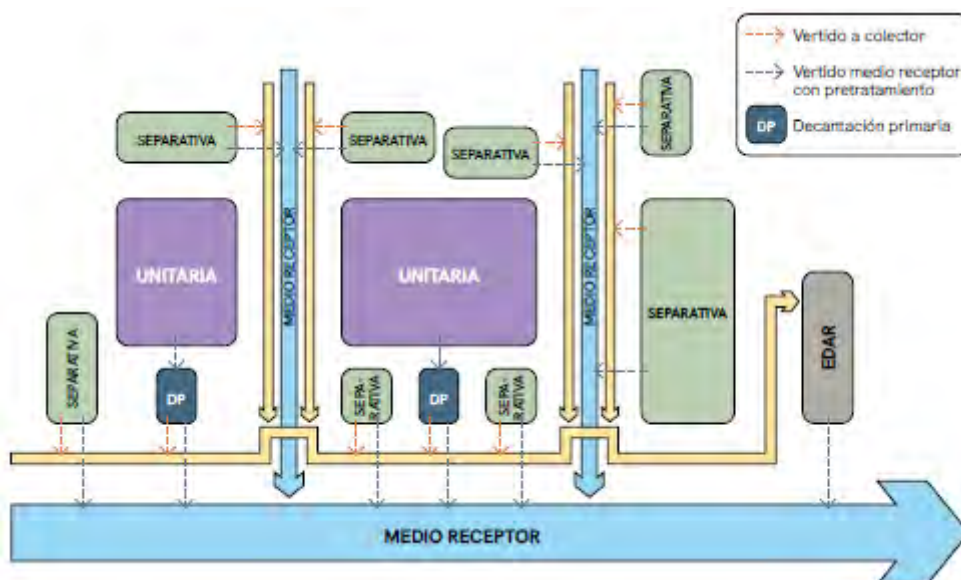 Vertido a colector
Vertido medio receptor
con pretratamiento
DP
Decantación primaria
SEPARATIVA
SEPARATIVA
SEPARATIVA
SEPARATIVA
UNITARIA
MEDIO RECEPTOR
UNITARIA
MEDIO RECEPTOR
SEPARATIVA
EDAR
SEPARATIVA
DP
SEPA-
RATIVA
DP
SEPA-
RATIVA
MEDIO RECEPTOR